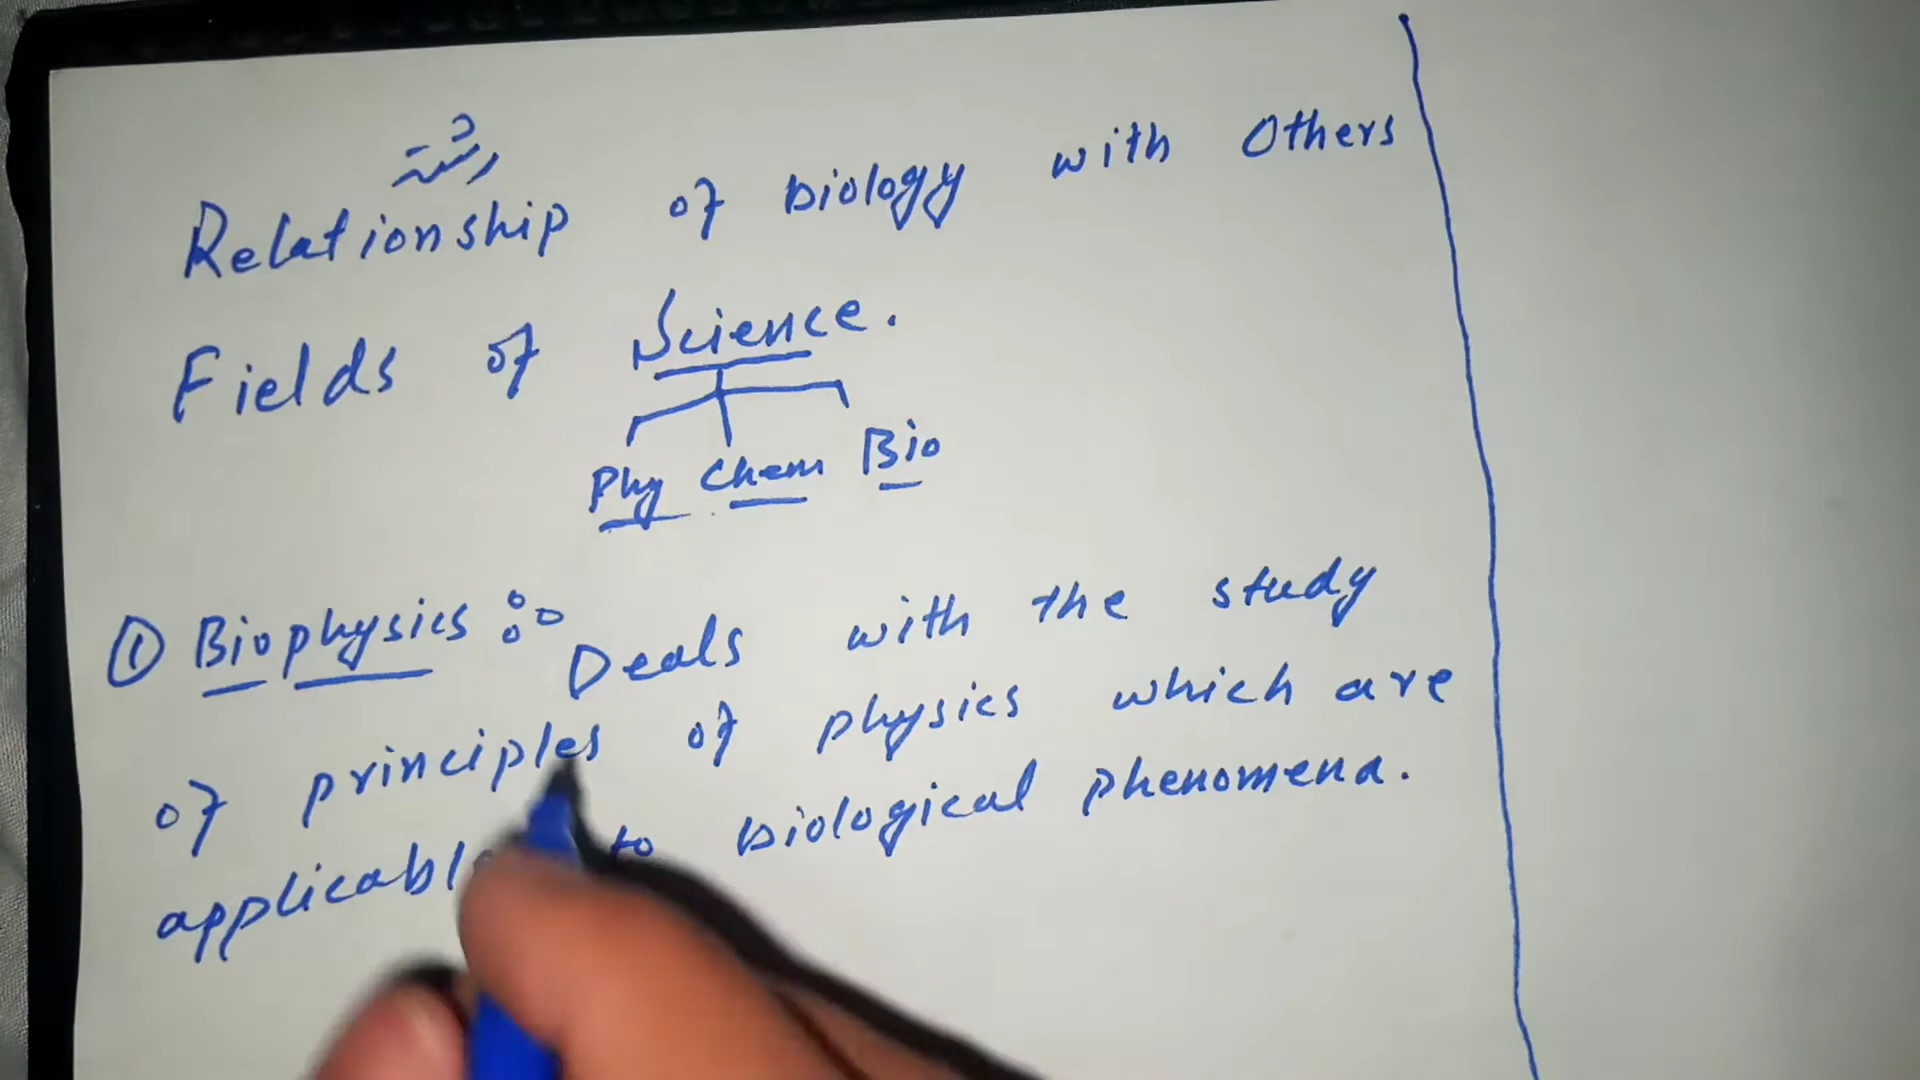 رشتہ
Relationship of biology with Others
Fields of Science.
Phy Chem Bio
① Biophysics :- Deals with the study
of principles of physics which are
applicable to biological phenomena.